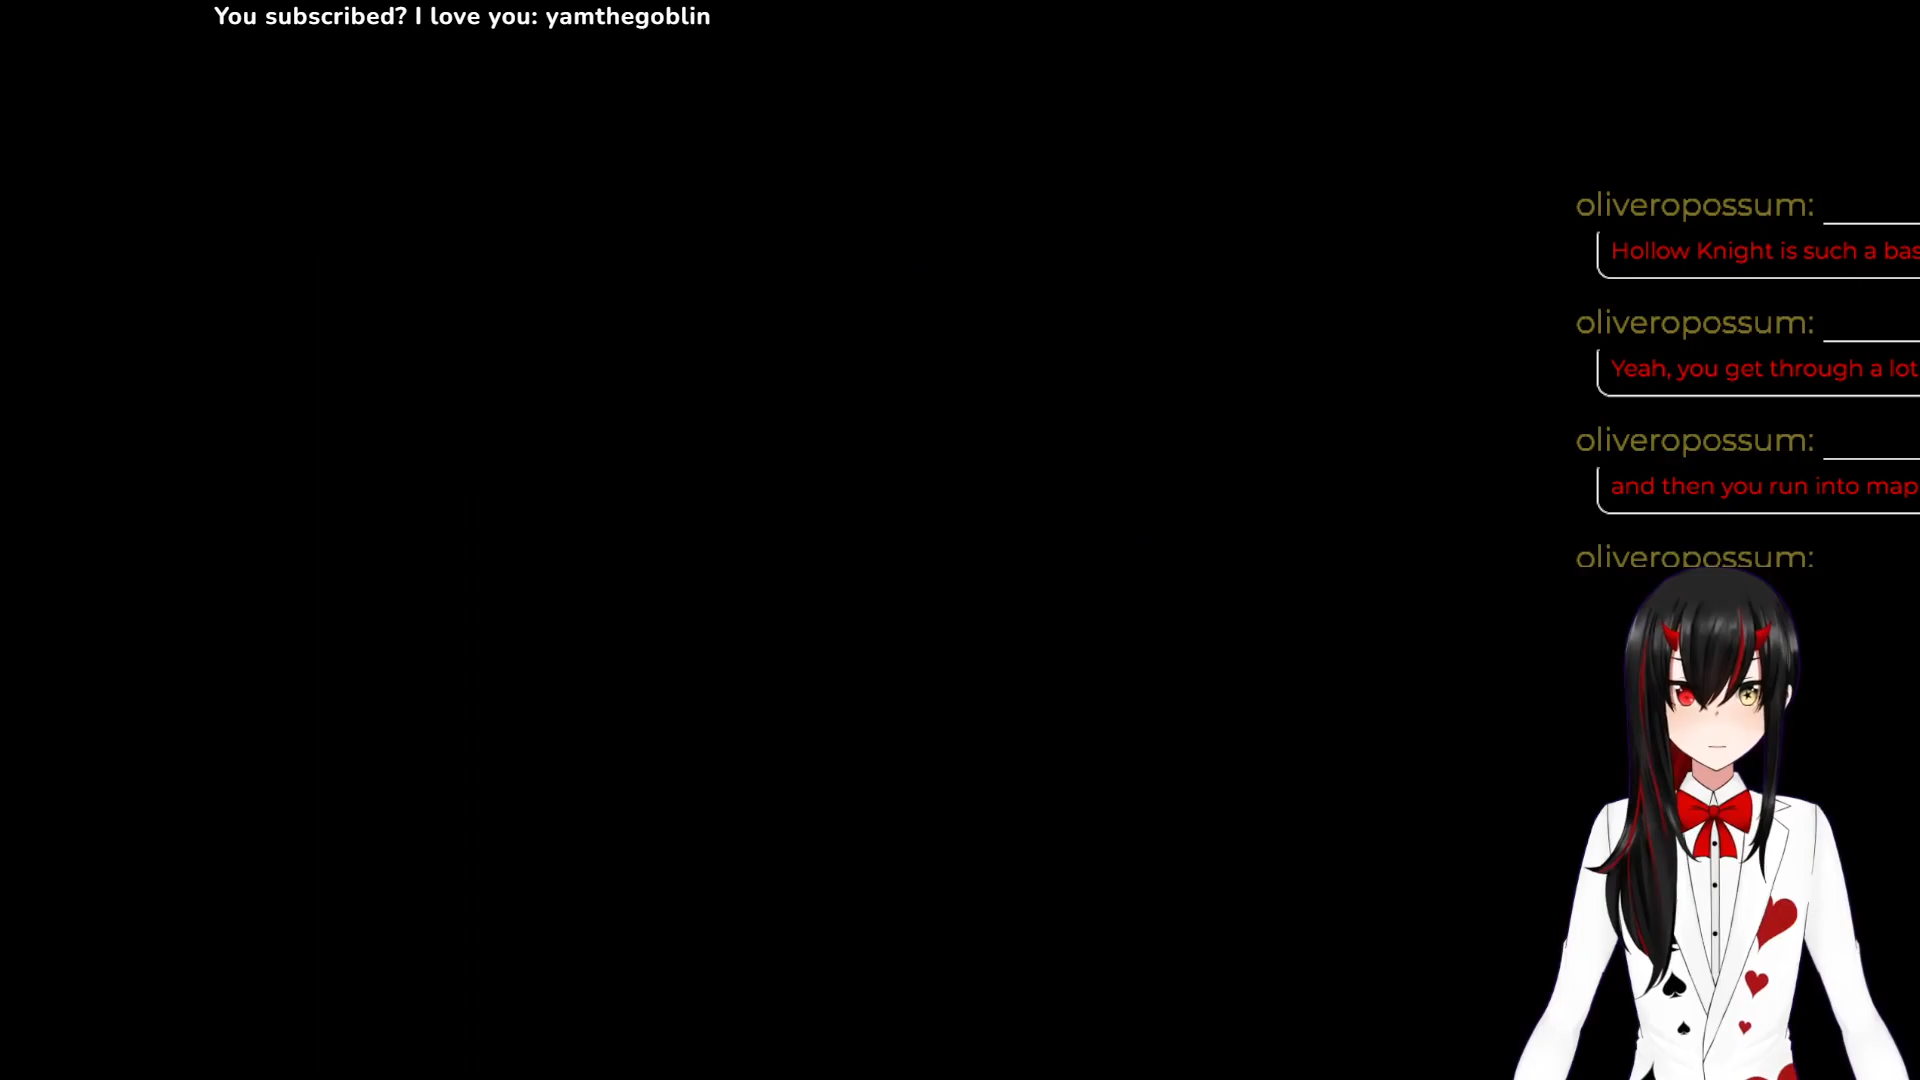 You subscribed? I love you: yamthegoblin
oliveropossum:
Hollow Knight is such a bas
oliveropossum:
Yeah, you get through a lot
oliveropossum:
and then you run into map
oliveropossum: